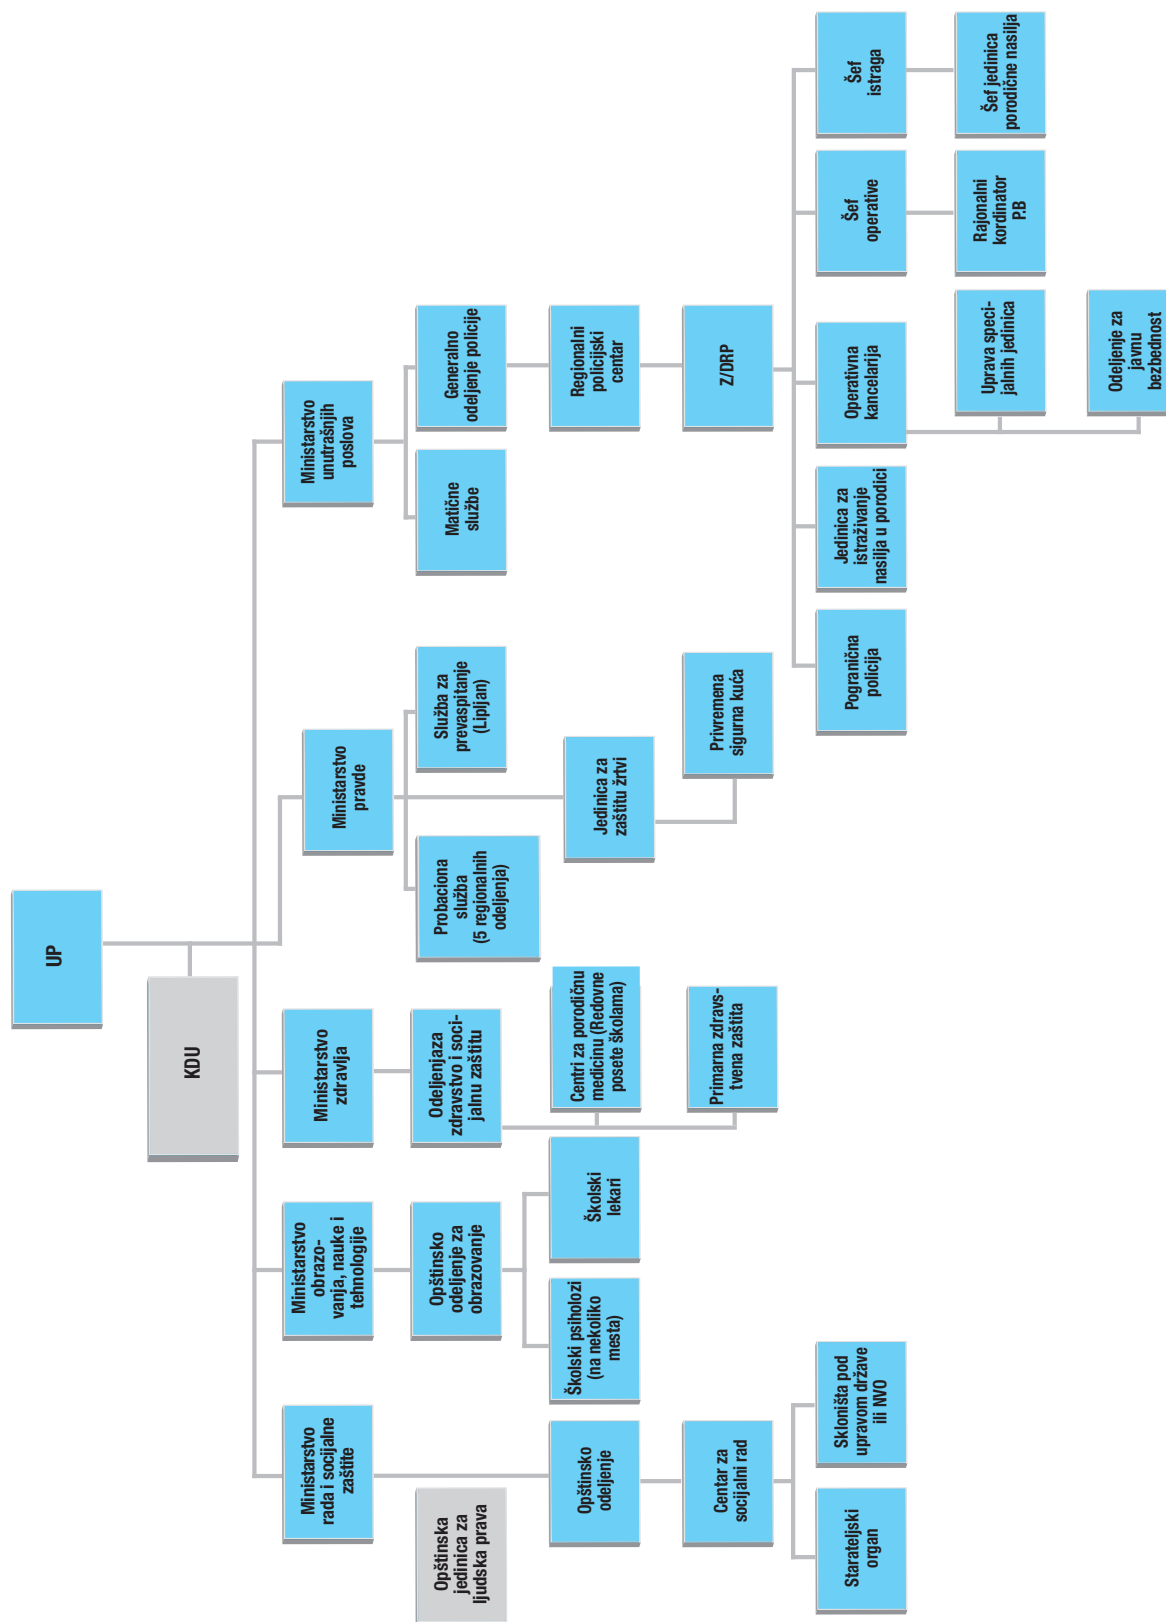 UP
KDU
Ministarstvo
rada i socijalne
zaštite
Ministarstvo
obrazo-
vanja, nauke i
tehnologije
Ministarstvo
zdravlja
Ministarstvo
pravde
Ministarstvo
unutrašnjih
poslova
Opštinska
jedinica za
ljudska prava
Opštinsko
odeljenje za
obrazovanje
Odeljenjaza
zdravstvo i soci-
jalnu zaštitu
Probaciona
služba
(5 regionalnih
odeljenja)
Služba za
prevaspitanje
(Lipljan)
Matične
službe
Generalno
odeljenje policije
Opštinsko
odeljenje
Školski psiholozi
(na nekoliko
mesta)
Školski
lekari
Centri za porodičnu
medicinu (Redovne
posete školama)
Jedinica za
zaštitu žrtvi
Regionalni
policijski
centar
Centar za
socijalni rad
Primarna zdravs-
tvena zaštita
Privremena
sigurna kuća
Z/DRP
Starateljski
organ
Skloništa pod
upravom države
ili NVO
Pogranična
policija
Jedinica za
istraživanje
nasilja u porodici
Operativna
kancelarija
Šef
operative
Šef
istraga
Uprava speci-
jalnih jedinica
Rajonalni
kordinator
P.B
Šef jedinica
porodične nasilja
Odeljenje za
javnu
bezbednost